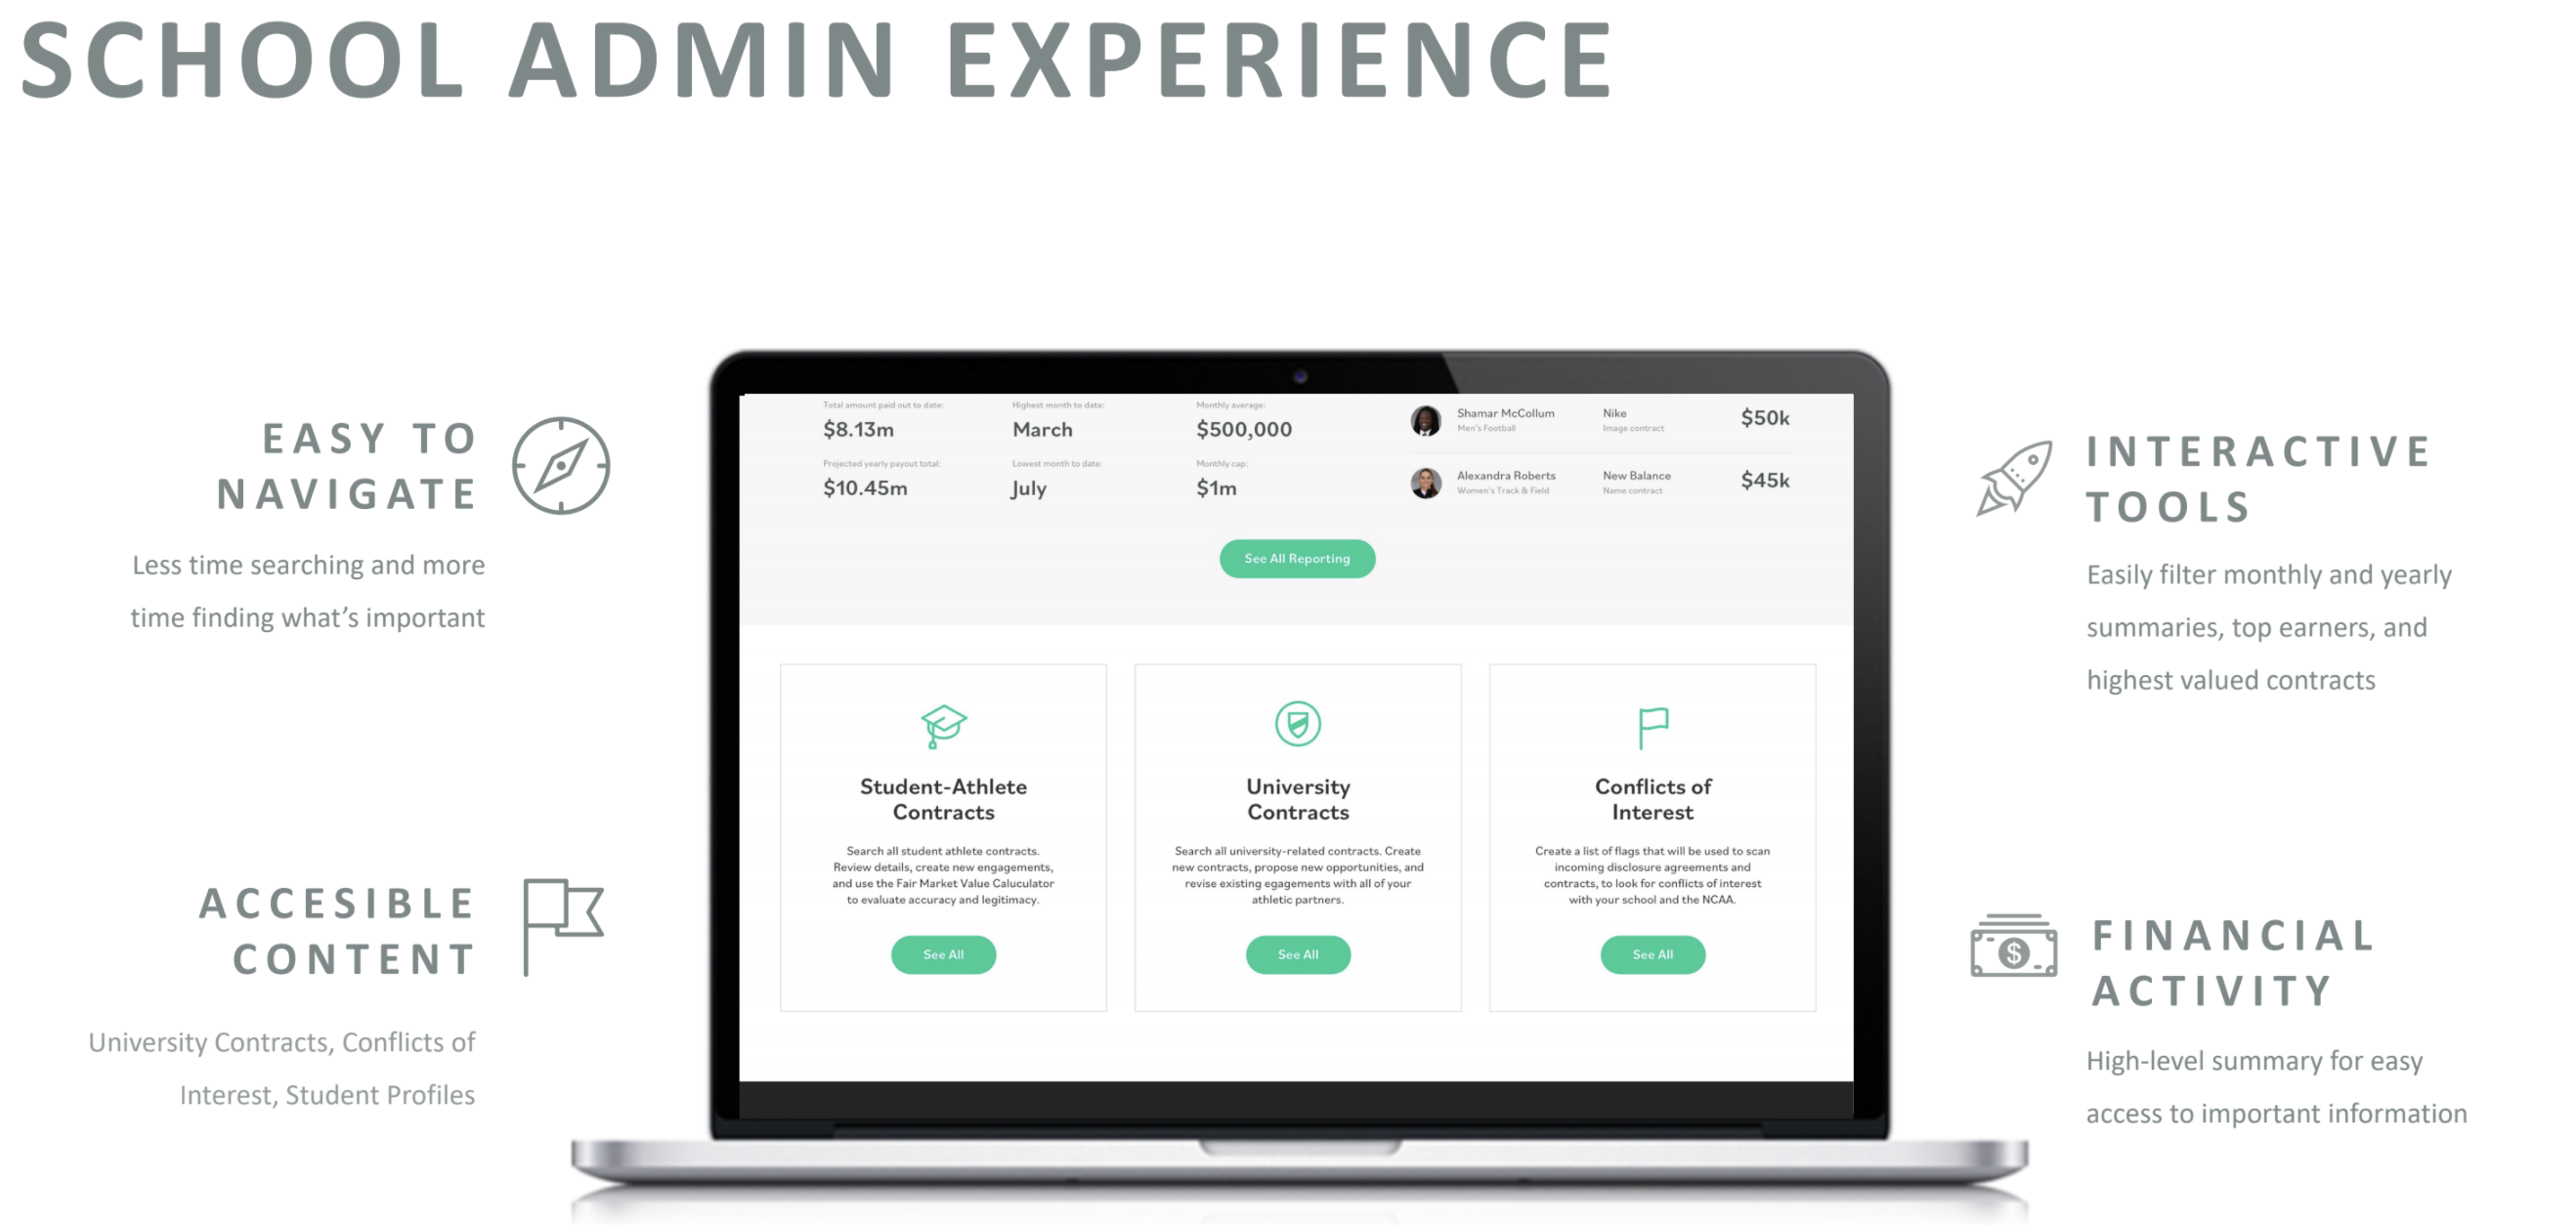 SCHOOL ADMIN EXPERIENCE
EASY TO
NAVIGATE
Less time searching and more
time finding what's important
ACCESIBLE
CONTENT
University Contracts, Conflicts of
Interest, Student Profiles
Total amount paid out to date:
$8.13m
Highest month to date:
March
Monthly average:
$500,000
Projected yearly payout total:
$10.45m
Lowest month to date:
July
Monthly cap:
$1m
Shamar McCollum
Men's Football
Nike
Image contract
$50k
Alexandra Roberts
Women's Track & Field
New Balance
Name contract
$45k
See All Reporting
Student-Athlete
Contracts
Search all student athlete contracts.
Review details, create new engagements,
and use the Fair Market Value Caluculator
to evaluate accuracy and legitimacy.
See All
University
Contracts
Search all university-related contracts. Create
new contracts, propose new opportunities, and
revise existing egagements with all of your
athletic partners.
See All
Conflicts of
Interest
Create a list of flags that will be used to scan
incoming disclosure agreements and
contracts, to look for conflicts of interest
with your school and the NCAA.
See All
INTERACTIVE
TOOLS
Easily filter monthly and yearly
summaries, top earners, and
highest valued contracts
$
FINANCIAL
ACTIVITY
High-level summary for easy
access to important information